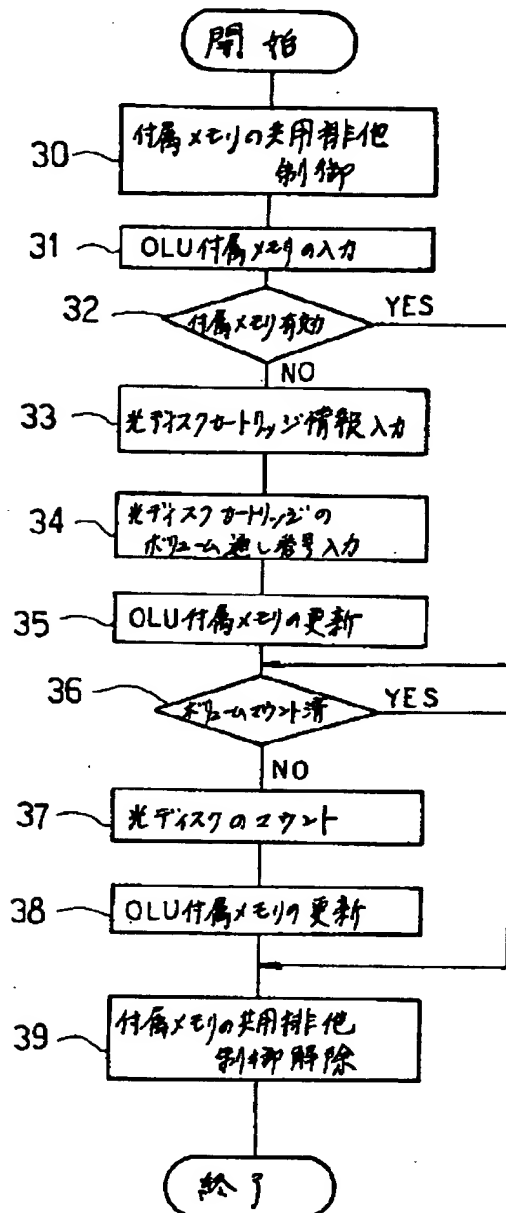 開始
30
付属メモリの共用排他
制御
31
OLU付属メモリの入力
32
付属メモリ有効
YES
NO
33
光ディスクカートリッジ情報入力
34
光ディスクカートリッジの
ボリューム通し番号入力
35
OLU付属メモリの更新
36
ボリュームマウント済
YES
NO
37
光ディスクのマウント
38
OLU付属メモリの更新
39
付属メモリの共用排他
制御解除
終了